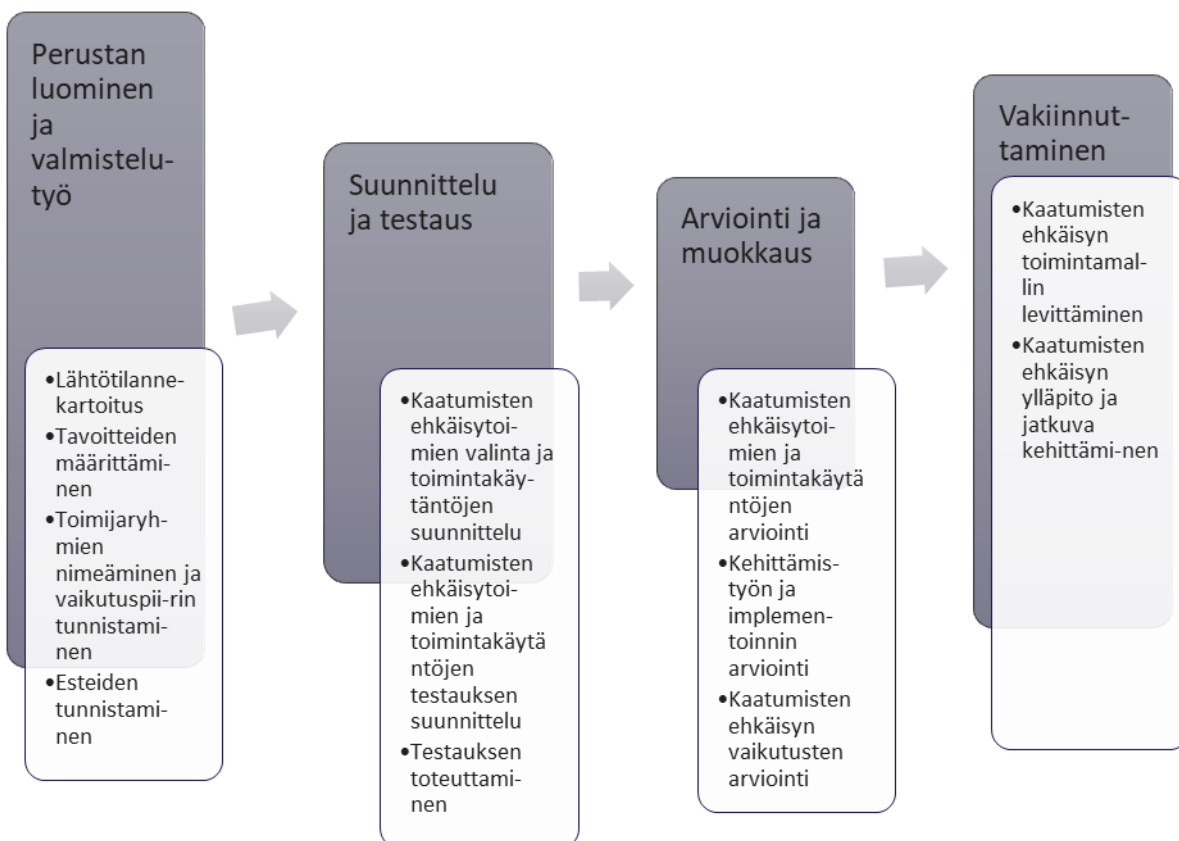 Perustan
luominen
ja
valmistelu-
työ
•Lähtötilanne-
kartoitus
•Tavoitteiden
määrittämi-
nen
•Toimijaryh-
mien
nimeäminen ja
vaikutuspii-rin
tunnistami-
nen
•Esteiden
tunnistami-
nen
Suunnittelu
ja testaus
•Kaatumisten
ehkäisytoi-
mien valinta ja
toimintakäy-
täntöjen
suunnittelu
•Kaatumisten
ehkäisytoi-
mien ja
toimintakäytä
ntöjen
testauksen
suunnittelu
•Testauksen
toteuttami-
nen
Arviointi ja
muokkaus
•Kaatumisten
ehkäisytoi-
mien ja
toimintakäytä
ntöjen
arviointi
•Kehittämis-
työn ja
implemen-
toinnin
arviointi
•Kaatumisten
ehkäisyn
vaikutusten
arviointi
Vakiinnut-
taminen
•Kaatumisten
ehkäisyn
toimintamal-
lin
levittäminen
•Kaatumisten
ehkäisyn
ylläpito ja
jatkuva
kehittämi-nen